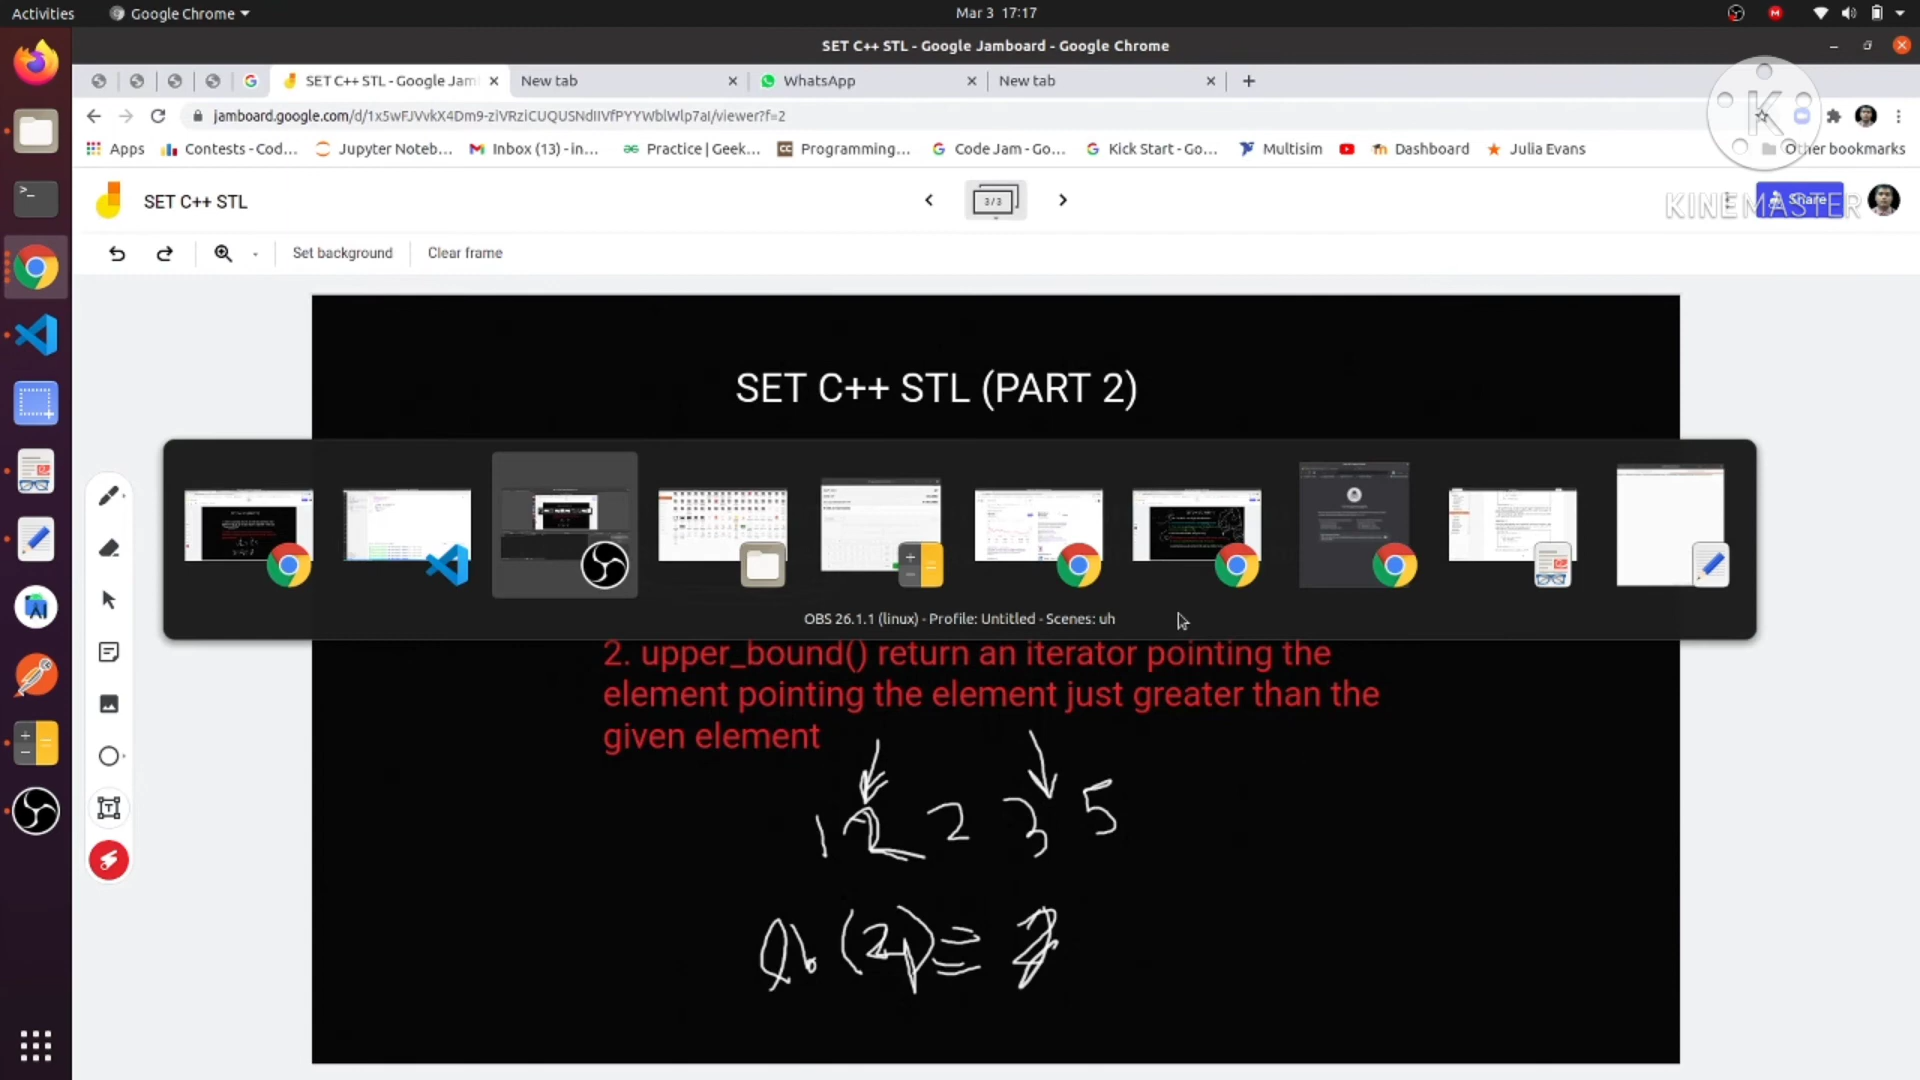 Activities Google Chrome Mar 3 17:17
SET C++ STL - Google Jamboard - Google Chrome
SET C++ STL - Google Jam New tab WhatsApp New tab
jamboard.google.com/d/1x5wFJVvkX4Dm9-ziVRziCUQUSNdIIVfPYYWblWlp7aI/viewer?f=2
Apps Contests - Cod... Jupyter Noteb... Inbox (13) - in... Practice | Geek... Programming... Code Jam - Go... Kick Start - Go... Multisim Dashboard Julia Evans Other bookmarks
K
SET C++ STL 3/3 Share
KINEMASTER
Set background Clear frame
SET C++ STL (PART 2)
OBS 26.1.1 (linux) - Profile: Untitled - Scenes: uh
2. upper_bound() return an iterator pointing the
element pointing the element just greater than the
given element
1 2 2 3 5